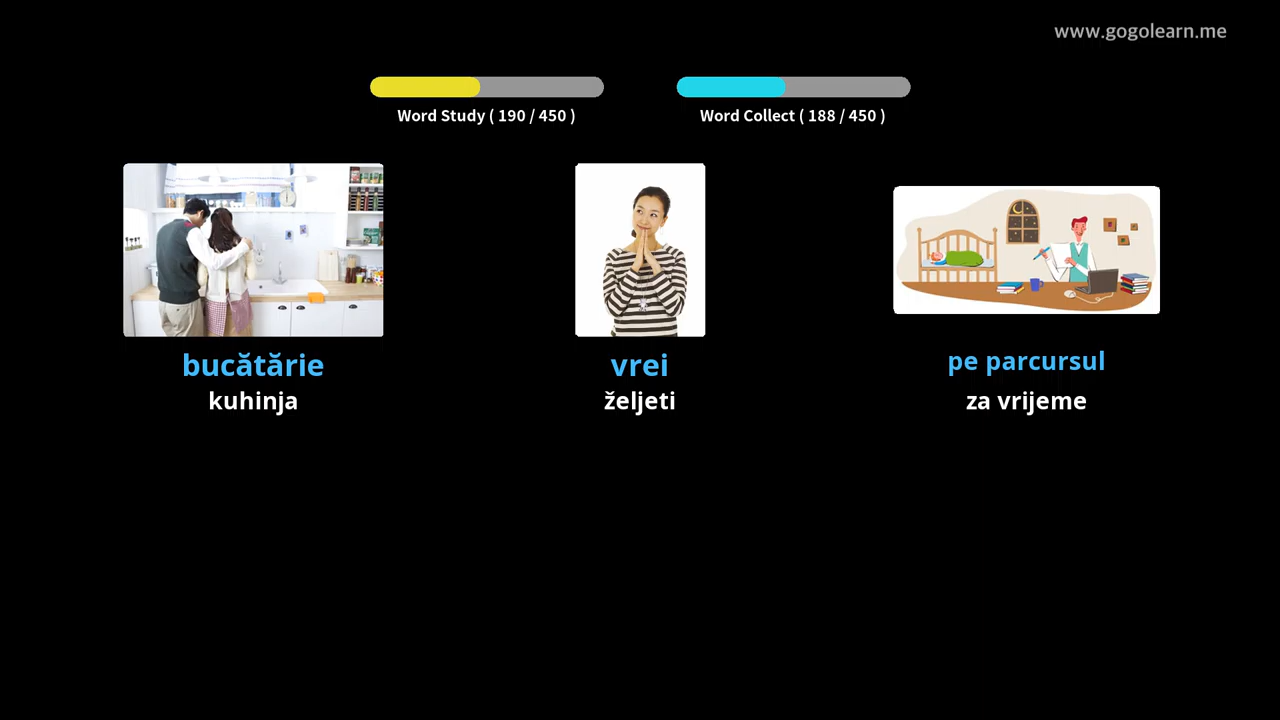 www.gogolearn.me
Word Study ( 190 / 450 )
Word Collect ( 188 / 450 )
bucătărie
kuhinja
vrei
željeti
pe parcursul
za vrijeme